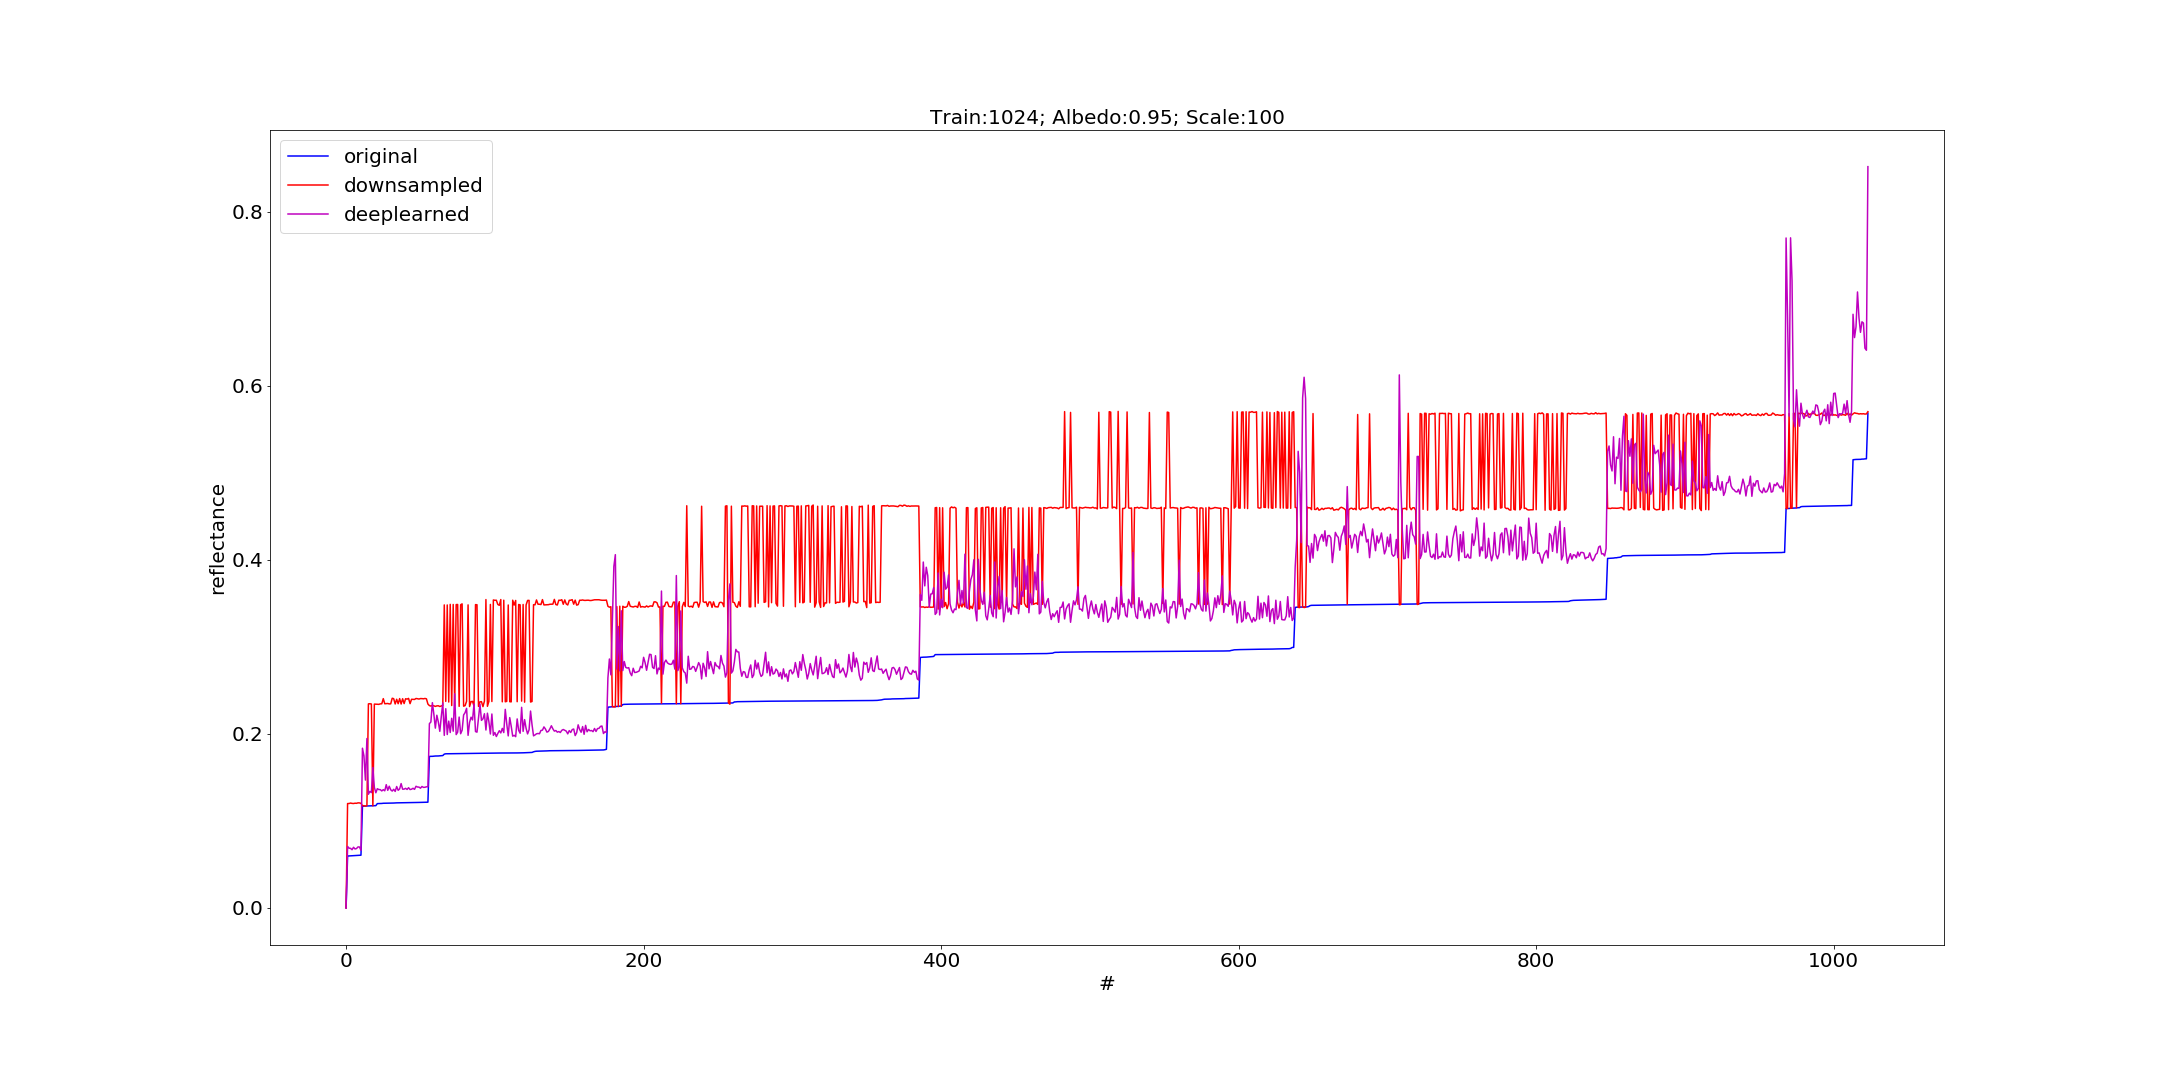 Train:1024; Albedo:0.95; Scale:100
original
downsampled
deeplearned
0.8
0.6
0.4
0.2
0.0
reflectance
0 200 400 600 800 1000
#